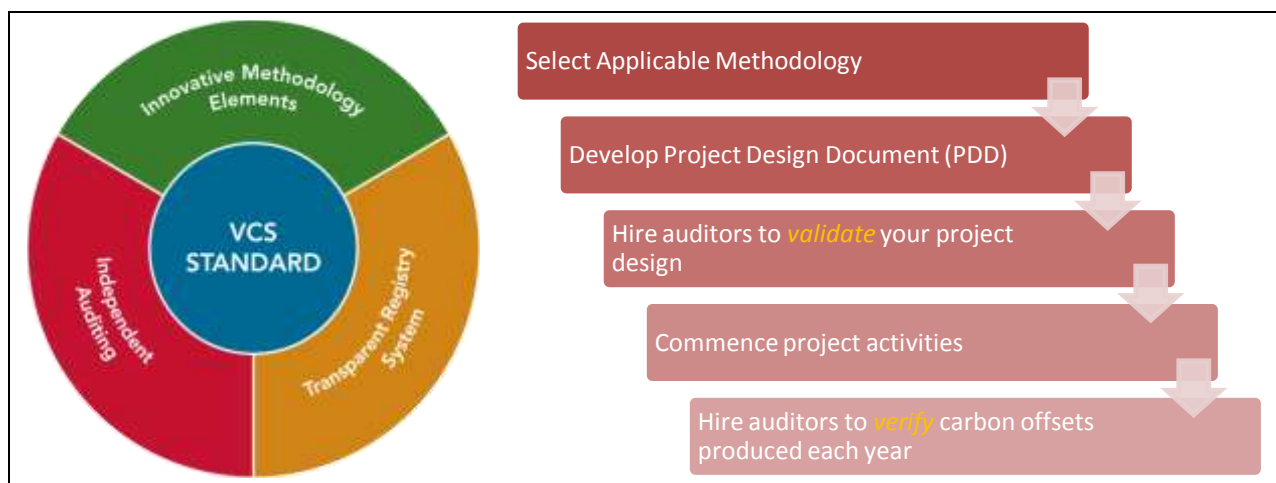 Innovative Methodology
Elements
VCS
STANDARD
Independent
Auditing
Transparent Registry
System
Select Applicable Methodology
Develop Project Design Document (PDD)
Hire auditors to validate your project
design
Commence project activities
Hire auditors to verify carbon offsets
produced each year